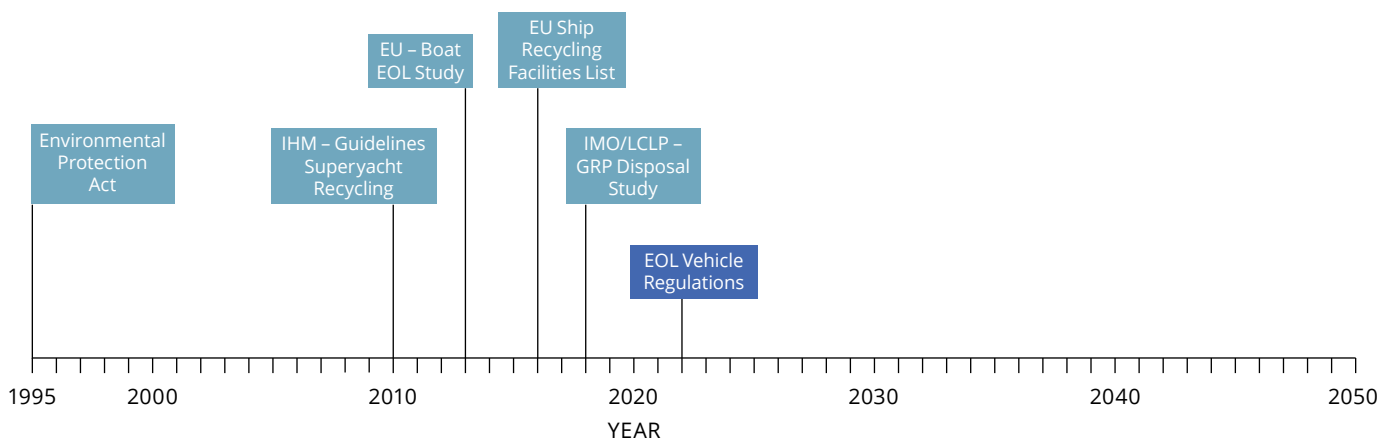 EU – Boat
EOL Study
EU Ship
Recycling
Facilities List
Environmental
Protection
Act
IHM – Guidelines
Superyacht
Recycling
IMO/LCLP –
GRP Disposal
Study
EOL Vehicle
Regulations
1995
2000
2010
2020
2030
2040
2050
YEAR